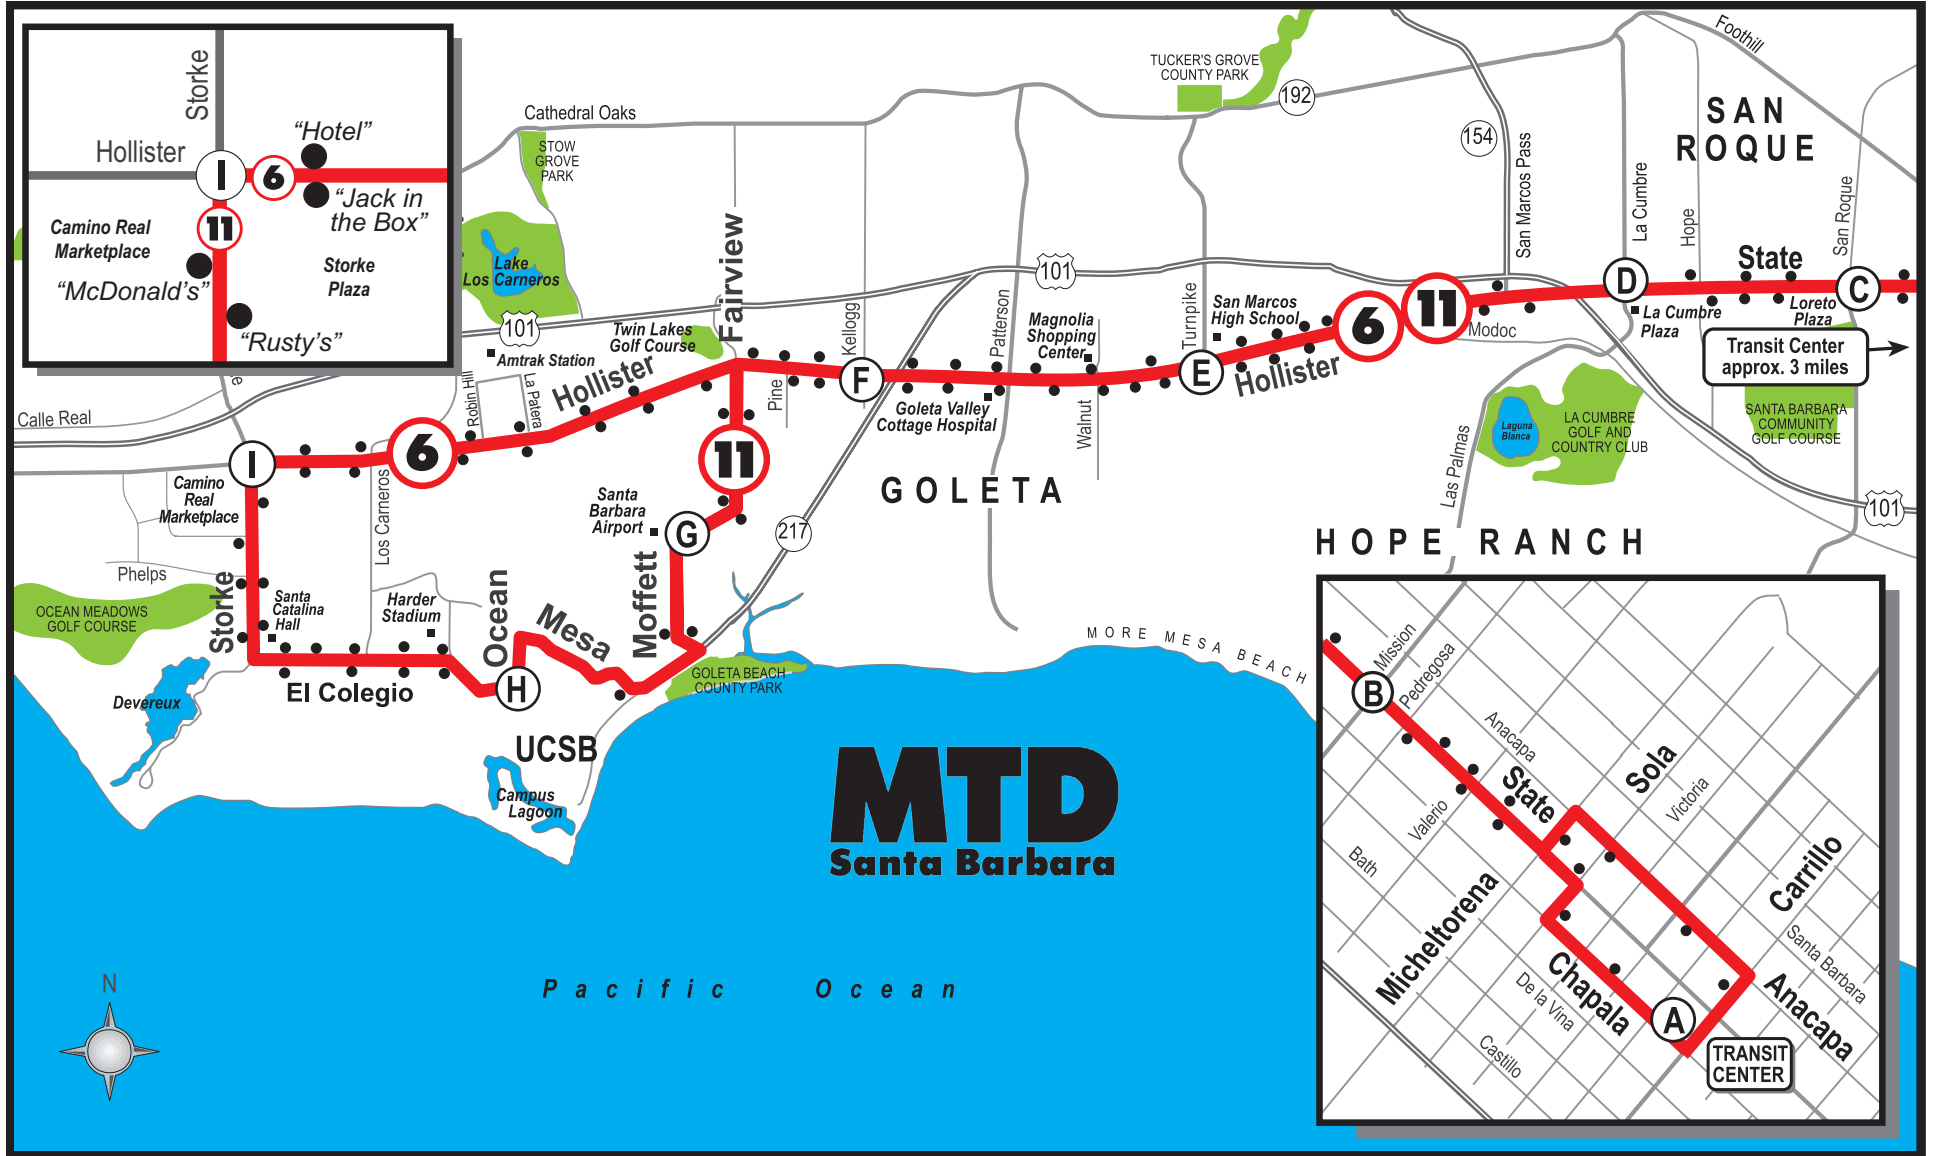 Storke
Hollister
I
6
11
“Hotel”
“Jack in
the Box”
Camino Real
Marketplace
Storke
Plaza
“McDonald’s”
“Rusty’s”
Cathedral Oaks
STOW
GROVE
PARK
Lake
Los Carneros
101
Amtrak Station
Twin Lakes
Golf Course
Fairview
Kellogg
TUCKER'S GROVE
COUNTY PARK
192
154
San Marcos Pass
La Cumbre
Hope
Foothill
SAN
ROQUE
San Roque
State
101
Patterson
Magnolia
Shopping
Center
Turnpike
San Marcos
High School
6
11
Modoc
D
La Cumbre
Plaza
Loreto
Plaza
C
Transit Center
approx. 3 miles
Calle Real
Robin Hill
La Patera
Hollister
Pine
F
Goleta Valley
Cottage Hospital
Walnut
E
Hollister
Las Palmas
Laguna
Blanca
LA CUMBRE
GOLF AND
COUNTRY CLUB
SANTA BARBARA
COMMUNITY
GOLF COURSE
101
I
6
11
Camino
Real
Marketplace
Los Carneros
Santa
Barbara
Airport
G
217
GOLETA
HOPE RANCH
Phelps
OCEAN MEADOWS
GOLF COURSE
Storke
Santa
Catalina
Hall
Harder
Stadium
Ocean
Mesa
Moffett
El Colegio
H
GOLETA BEACH
COUNTY PARK
MORE MESA BEACH
Devereux
UCSB
Campus
Lagoon
MTD
Santa Barbara
Pacific Ocean
N
Mission
B
Pedregosa
Anacapa
State
Sola
Victoria
Valerio
Bath
Micheltorena
Carrillo
Santa Barbara
Chapala
De la Vina
Castillo
A
Anacapa
TRANSIT
CENTER